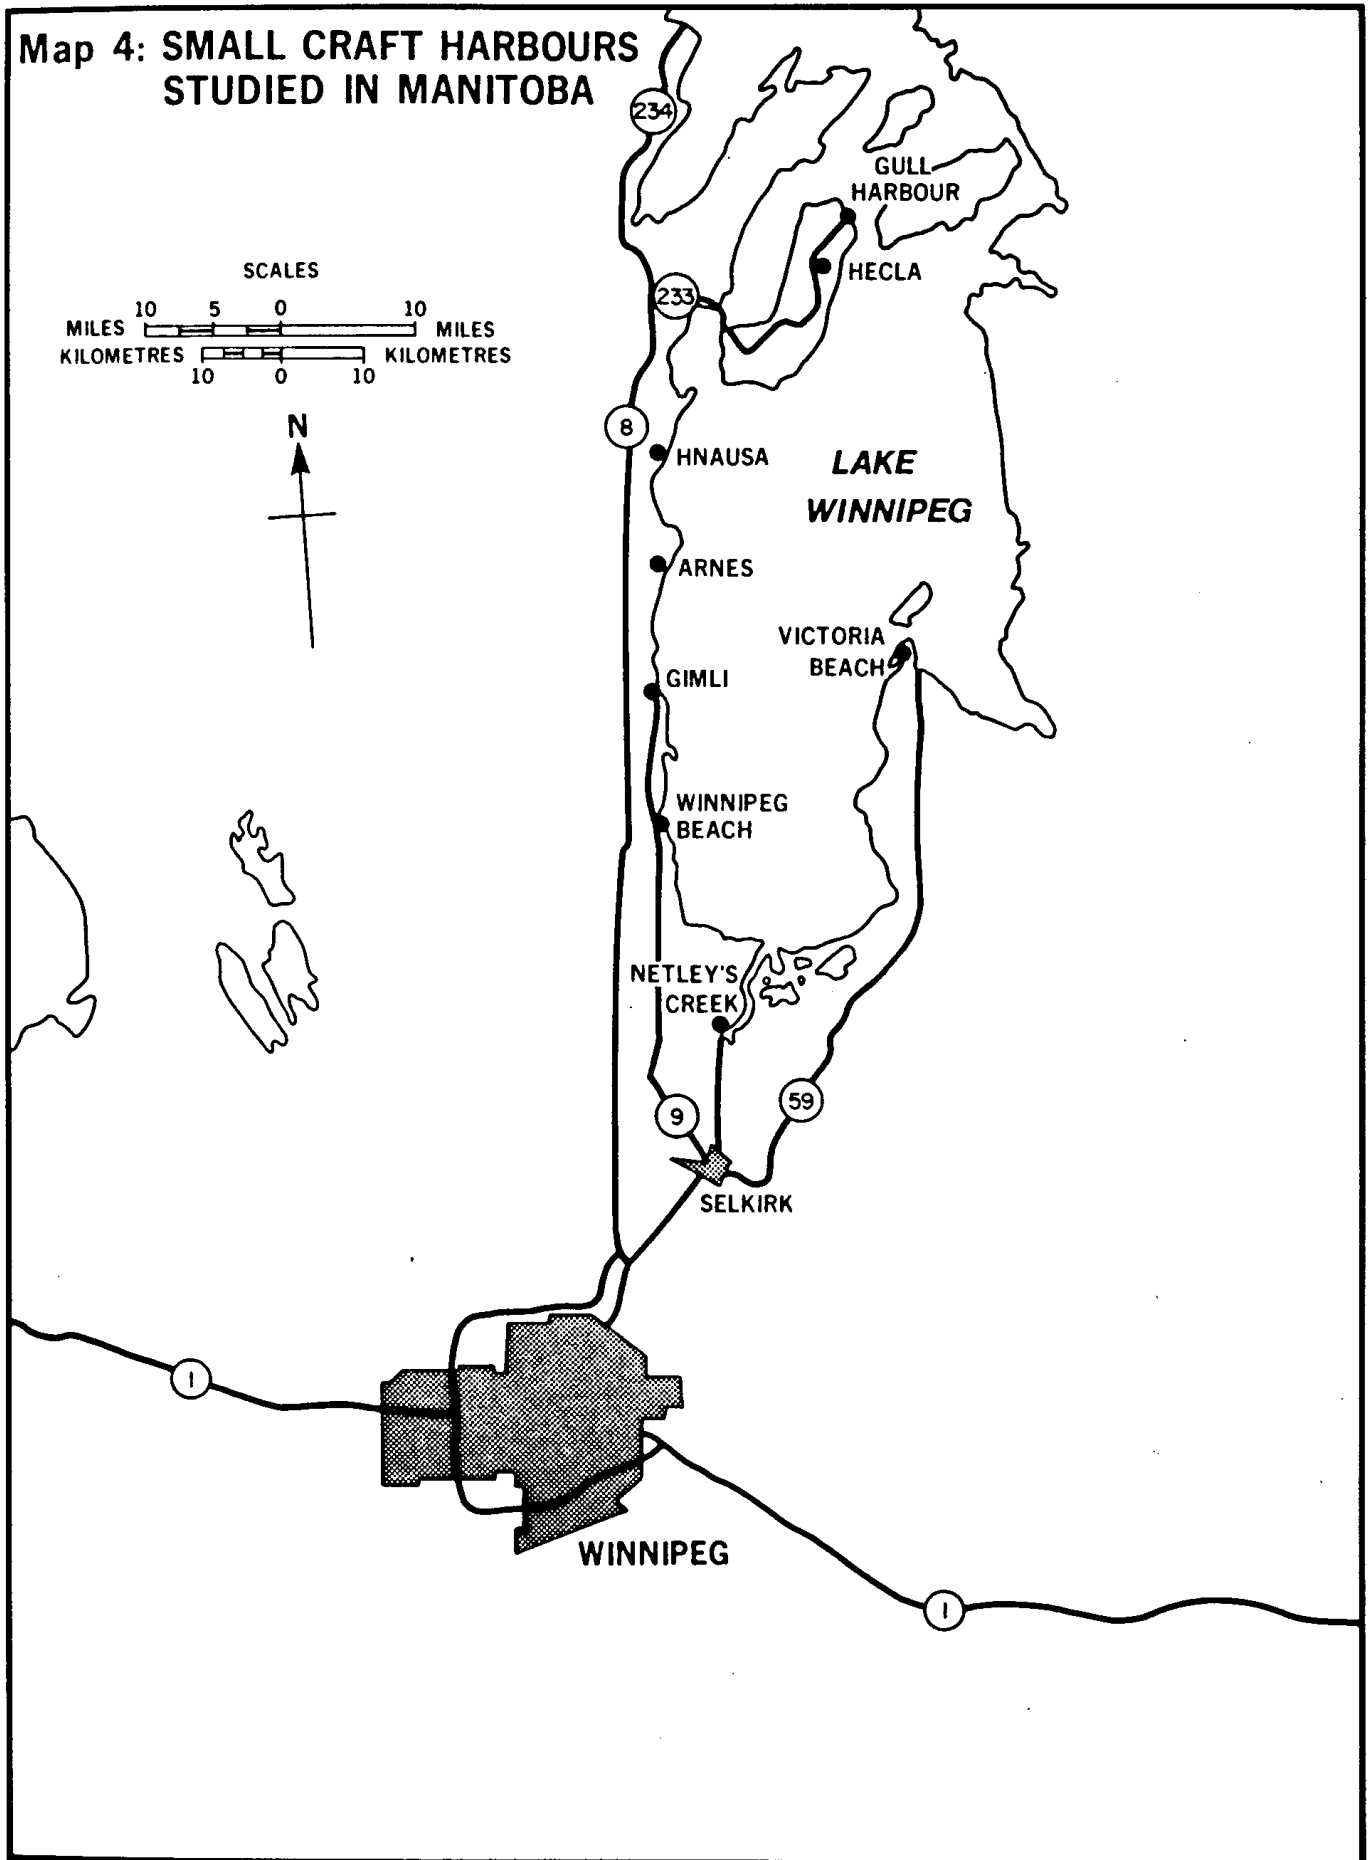 Map 4: SMALL CRAFT HARBOURS
STUDIED IN MANITOBA
234
GULL
HARBOUR
HECLA
SCALES
10 5 0 10
MILES MILES
KILOMETRES KILOMETRES
10 0 10
233
N
8
HNAUSA
LAKE
WINNIPEG
ARNES
VICTORIA
BEACH
GIMLI
WINNIPEG
BEACH
NETLEY'S
CREEK
59
9
SELKIRK
1
WINNIPEG
1